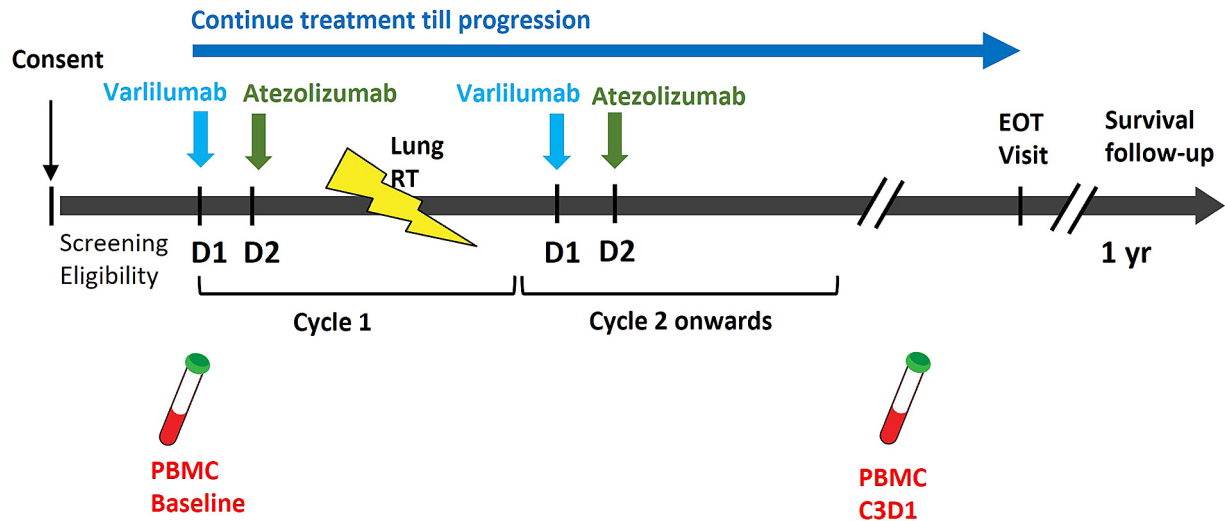 Continue treatment till progression
Consent
Varlilumab
Atezolizumab
Varlilumab
Atezolizumab
Lung
RT
EOT
Visit
Survival
follow-up
Screening
Eligibility
D1
D2
D1
D2
1 yr
Cycle 1
Cycle 2 onwards
PBMC
Baseline
PBMC
C3D1